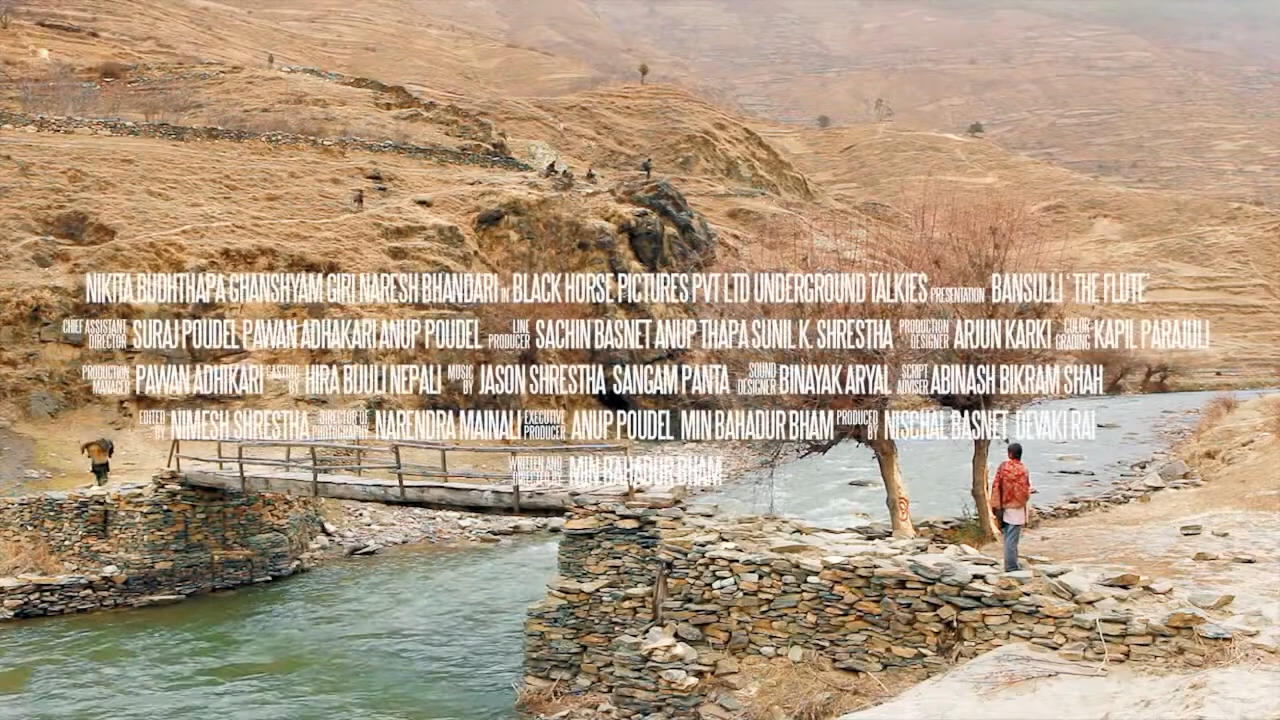 NIKITA BUDHTHAPA GHANSHYAM GIRI NARESH BHANDARI IN BLACK HORSE PICTURES PVT LTD UNDERGROUND TALKIES PRESENTATION BANSULLI ' THE FLUTE'
CHIEF ASSISTANT DIRECTOR SURAJ POUDEL PAWAN ADHAKARI ANUP POUDEL LINE PRODUCER SACHIN BASNET ANUP THAPA SUNIL K. SHRESTHA PRODUCTION DESIGNER ARJUN KARKI COLOR GRADING KAPIL PARAJULI
PRODUCTION MANAGER PAWAN ADHIKARI CASTING BY HIRA BIJULI NEPALI MUSIC BY JASON SHRESTHA SANGAM PANTA SOUND DESIGNER BINAYAK ARYAL SCRIPT ADVISER ABINASH BIKRAM SHAH
EDITED BY NIMESH SHRESTHA DIRECTOR OF PHOTOGRAPHY NARENDRA MAINALI EXECUTIVE PRODUCER ANUP POUDEL MIN BAHADUR BHAM PRODUCED BY NISCHAL BASNET DEVAKI RAI
WRITTEN AND DIRECTED BY MIN BAHADUR BHAM